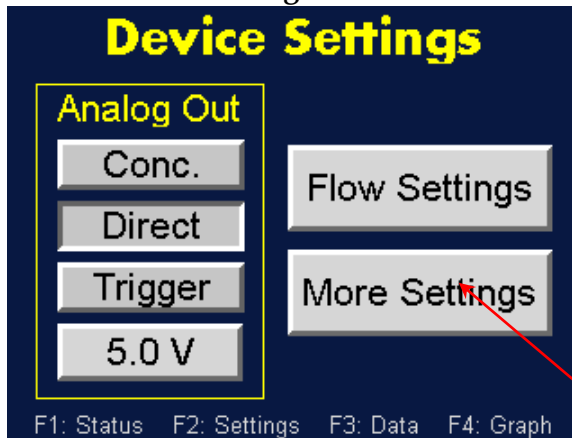 Device Settings
Analog Out
Conc.
Direct
Trigger
5.0 V
Flow Settings
More Settings
F1: Status F2: Settings F3: Data F4: Graph